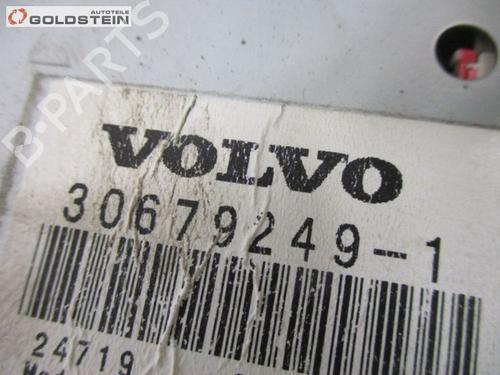 AUTOTEILE
GOLDSTEIN
B-PARTS
VOLVO
30679249-1
24719